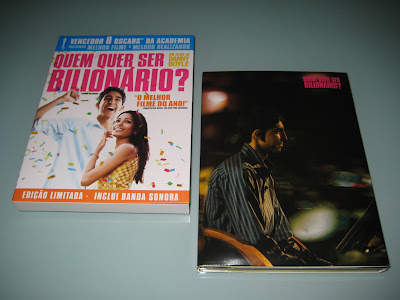 VENCEDOR 8 OSCARS DA ACADEMIA
MELHOR FILME • MELHOR REALIZADOR
QUEM QUER SER
BILIONÁRIO?
UM FILME DE
DANNY
BOYLE
"O MELHOR
FILME DO ANO!"
EDIÇÃO LIMITADA - INCLUI BANDA SONORA
QUEM QUER SER
BILIONÁRIO?